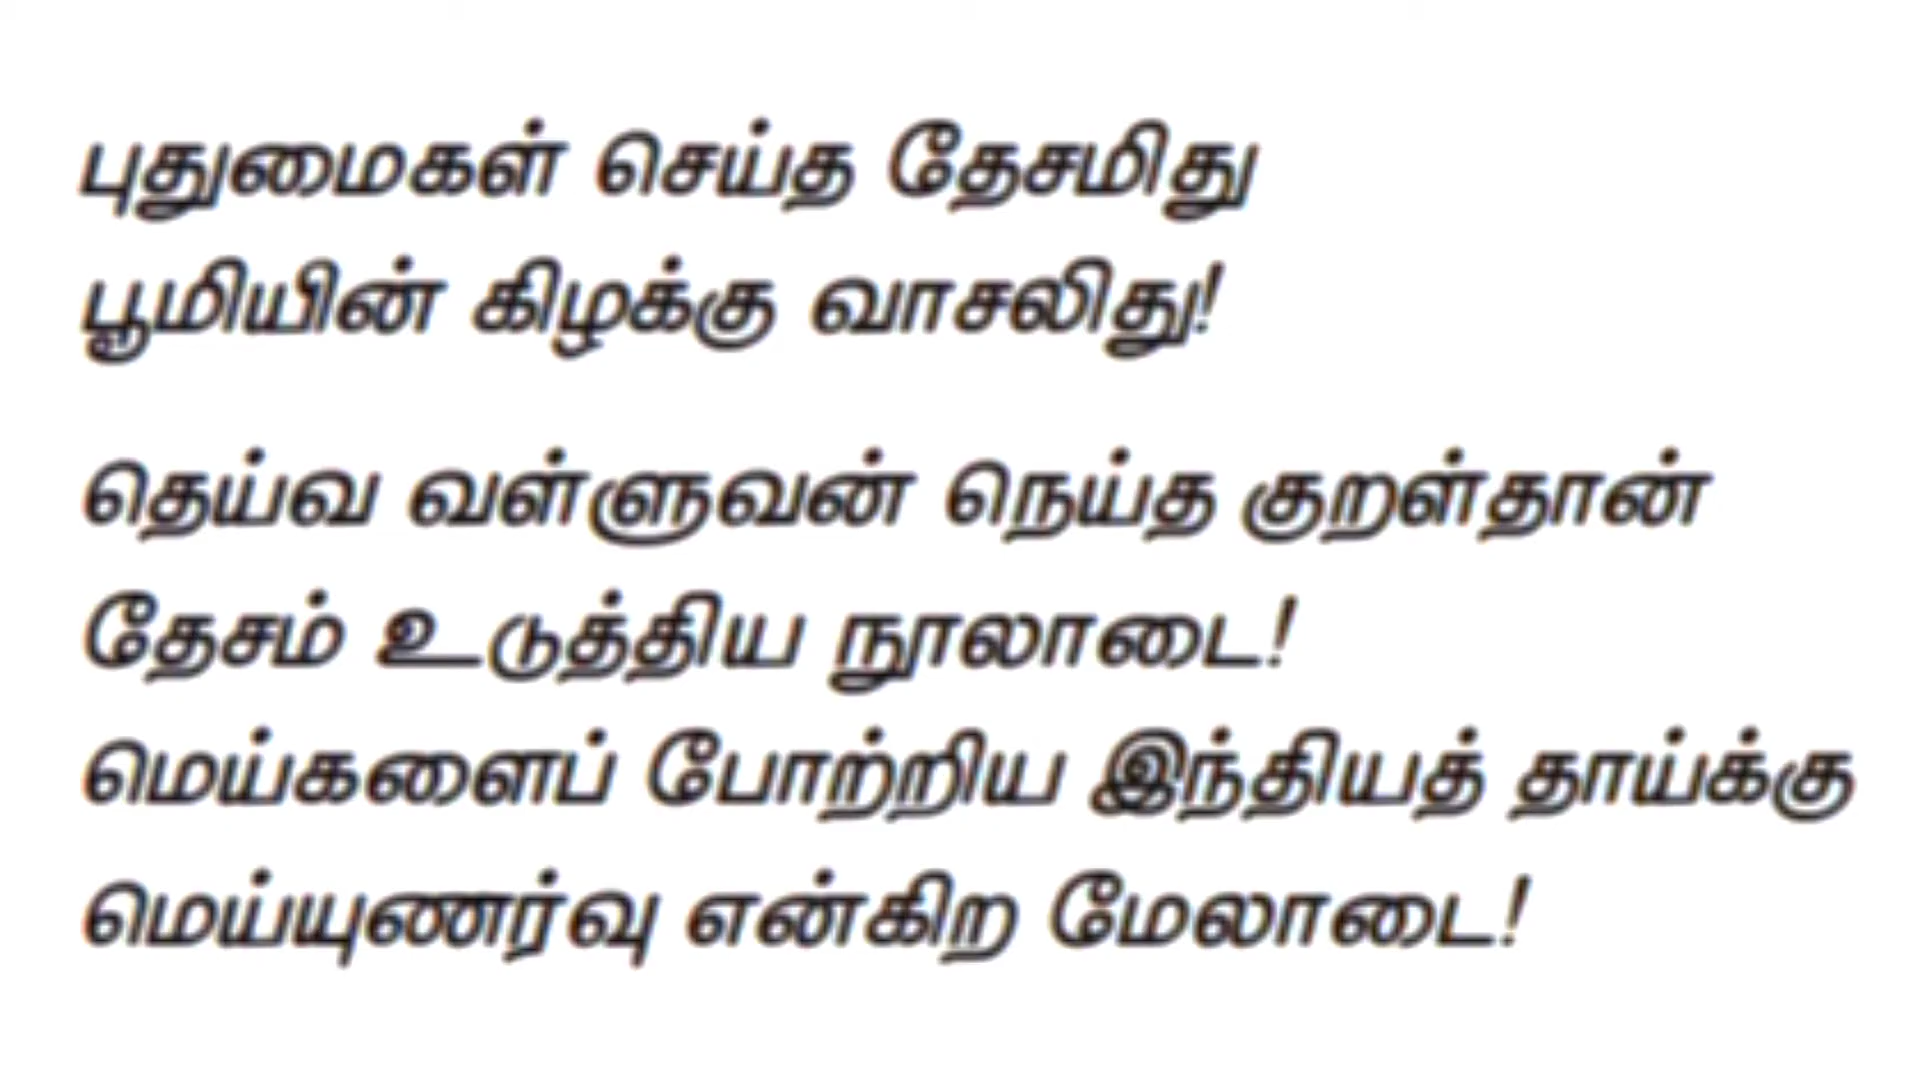 புதுமைகள் செய்த தேசமிது
பூமியின் கிழக்கு வாசலிது!
தெய்வ வள்ளுவன் நெய்த குறள்தான்
தேசம் உடுத்திய நூலாடை!
மெய்களைப் போற்றிய இந்தியத் தாய்க்கு
மெய்யுணர்வு என்கிற மேலாடை!